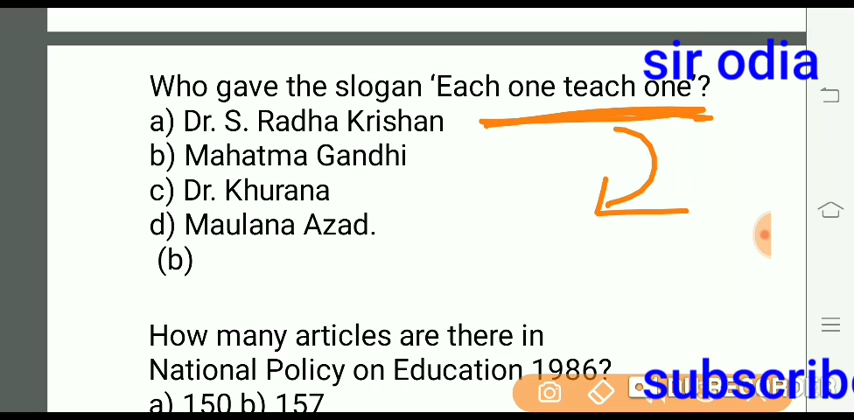 sir odia
Who gave the slogan ‘Each one teach one’?
a) Dr. S. Radha Krishan
b) Mahatma Gandhi
c) Dr. Khurana
d) Maulana Azad.
(b)
How many articles are there in
National Policy on Education 1986?
subscribe
a) 150 b) 157